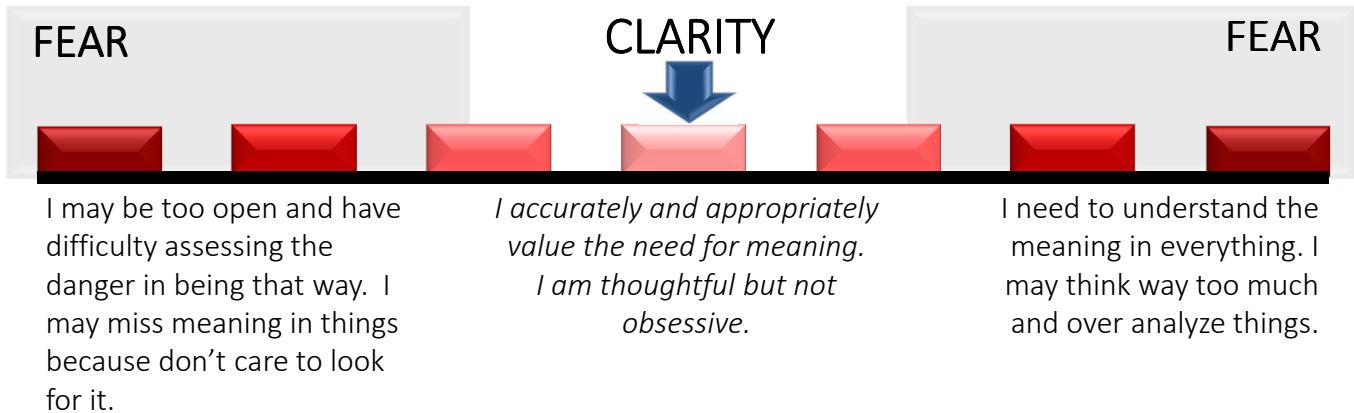 FEAR
CLARITY
FEAR
I may be too open and have
difficulty assessing the
danger in being that way.  I
may miss meaning in things
because don’t care to look
for it.
I accurately and appropriately
value the need for meaning.
I am thoughtful but not
obsessive.
I need to understand the
meaning in everything. I
may think way too much
and over analyze things.